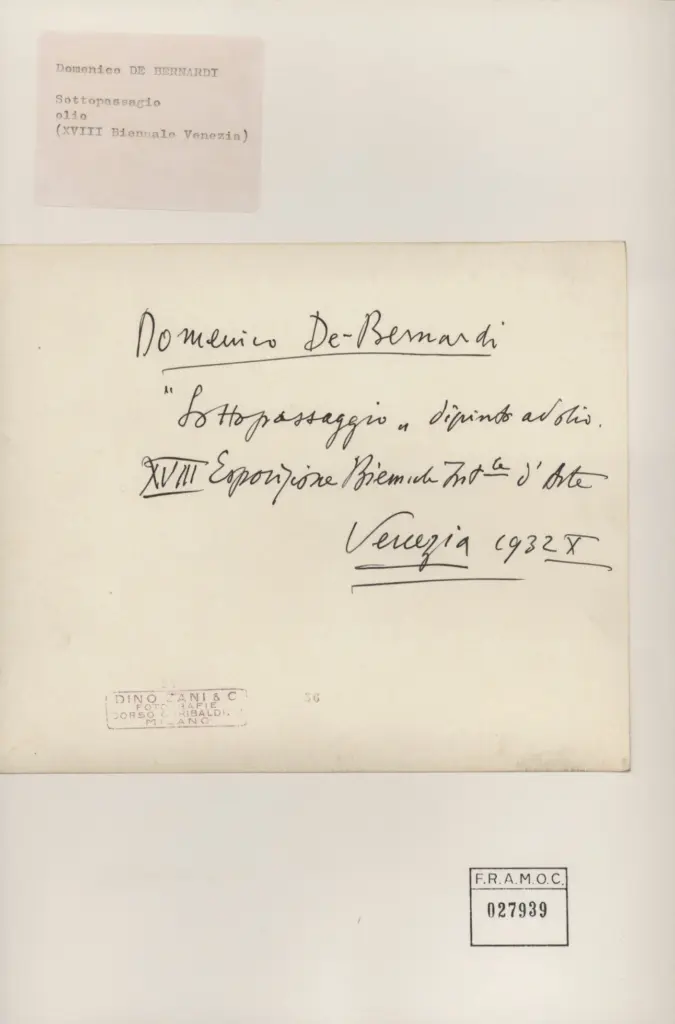 Domenico DE BERNARDI
Sottopassagio
olio
(XVIII Biennale Venezia)
Domenico De-Bernardi
"Sottopassaggio„ dipinto ad olio.
XVIII Esposizione Biennale Int.le d'Arte
Venezia 1932 X
DINO ZANI & C
FOTOGRAFIE
CORSO GARIBALDI,
MILANO
56
F.R.A.M.O.C.
027939